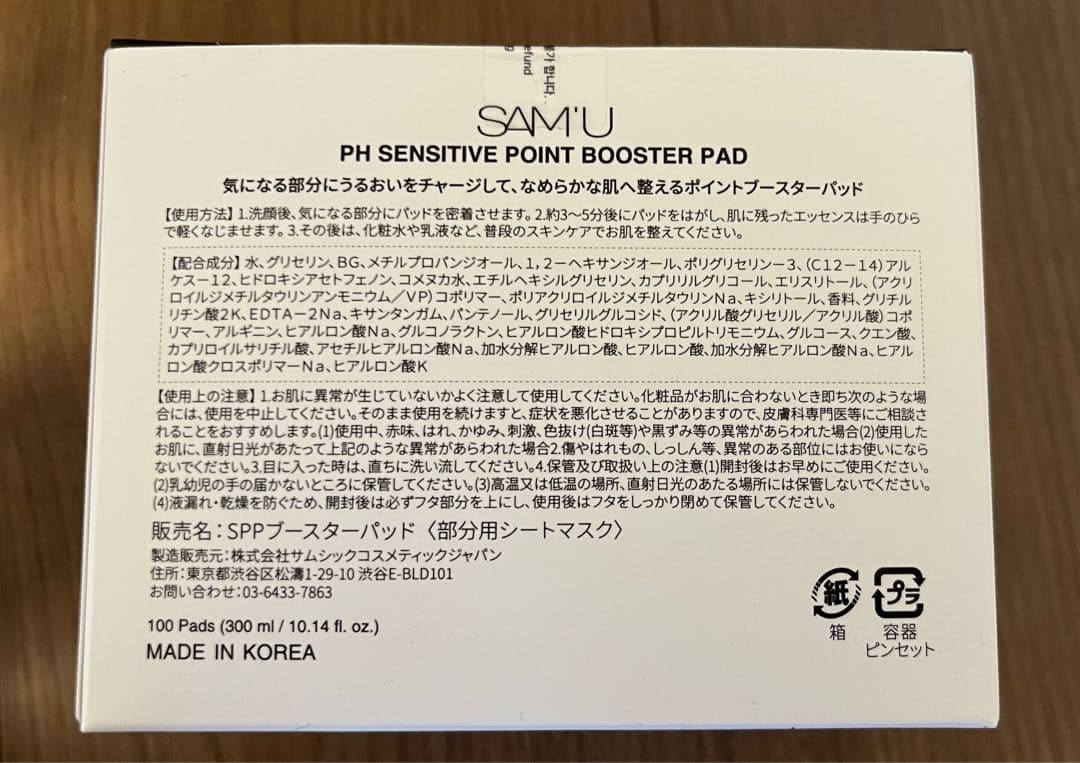 불가 합니다.
refund
SAM'U
PH SENSITIVE POINT BOOSTER PAD
気になる部分にうるおいをチャージして、なめらかな肌へ整えるポイントブースターパッド
【使用方法】1.洗顔後、気になる部分にパッドを密着させます。2.約3〜5分後にパッドをはがし、肌に残ったエッセンスは手のひら
で軽くなじませます。3.その後は、化粧水や乳液など、普段のスキンケアでお肌を整えてください。
【配合成分】水、グリセリン、BG、メチルプロパンジオール、1，2－ヘキサンジオール、ポリグリセリン－3、（C12－14）アル
ケス－12、ヒドロキシアセトフェノン、コメヌカ水、エチルヘキシルグリセリン、カプリリルグリコール、エリスリトール、（アクリ
ロイルジメチルタウリンアンモニウム／VP）コポリマー、ポリアクリロイルジメチルタウリンNa、キシリトール、香料、グリチル
リチン酸2K、EDTA－2Na、キサンタンガム、パンテノール、グリセリルグルコシド、（アクリル酸グリセリル／アクリル酸）コポ
リマー、アルギニン、ヒアルロン酸Na、グルコノラクトン、ヒアルロン酸ヒドロキシプロピルトリモニウム、グルコース、クエン酸、
カプリロイルサリチル酸、アセチルヒアルロン酸Na、加水分解ヒアルロン酸、ヒアルロン酸、加水分解ヒアルロン酸Na、ヒアル
ロン酸クロスポリマーNa、ヒアルロン酸K
【使用上の注意】1.お肌に異常が生じていないかよく注意して使用してください。化粧品がお肌に合わないとき即ち次のような場
合には、使用を中止してください。そのまま使用を続けますと、症状を悪化させることがありますので、皮膚科専門医等にご相談さ
れることをおすすめします。(1)使用中、赤味、はれ、かゆみ、刺激、色抜け(白斑等)や黒ずみ等の異常があらわれた場合(2)使用した
お肌に、直射日光があたって上記のような異常があらわれた場合2.傷やはれもの、しっしん等、異常のある部位にはお使いになら
ないでください。3.目に入った時は、直ちに洗い流してください。4.保管及び取扱い上の注意(1)開封後はお早めにご使用ください。
(2)乳幼児の手の届かないところに保管してください。(3)高温又は低温の場所、直射日光のあたる場所には保管しないでください。
(4)液漏れ・乾燥を防ぐため、開封後は必ずフタ部分を上にし、使用後はフタをしっかり閉めて保管してください。
販売名：SPPブースターパッド〈部分用シートマスク〉
製造販売元：株式会社サムシックコスメティックジャパン
住所：東京都渋谷区松濤1-29-10 渋谷E-BLD101
お問い合わせ：03-6433-7863
100 Pads (300 ml / 10.14 fl. oz.)
MADE IN KOREA
紙
箱
プラ
容器
ピンセット